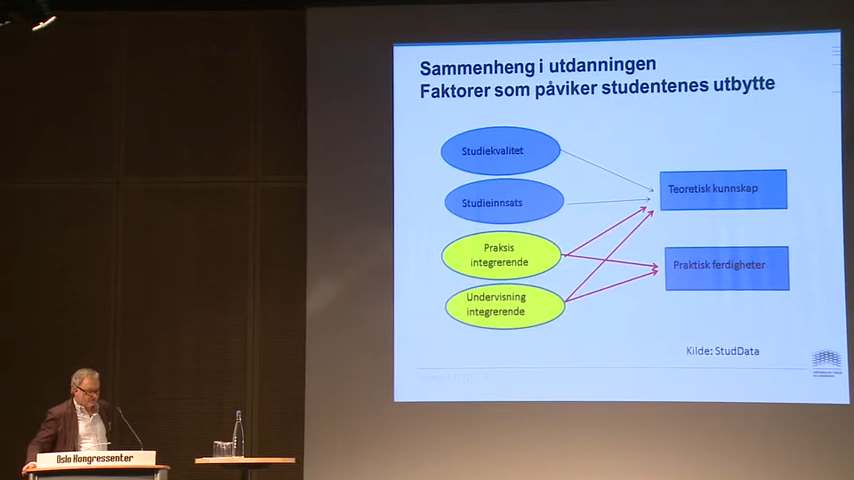 Sammenheng i utdanningen
Faktorer som påviker studentenes utbytte
Studiekvalitet
Studieinnsats
Praksis
integrerende
Undervisning
integrerende
Teoretisk kunnskap
Praktisk ferdigheter
Kilde: StudData
Oslo Kongressenter